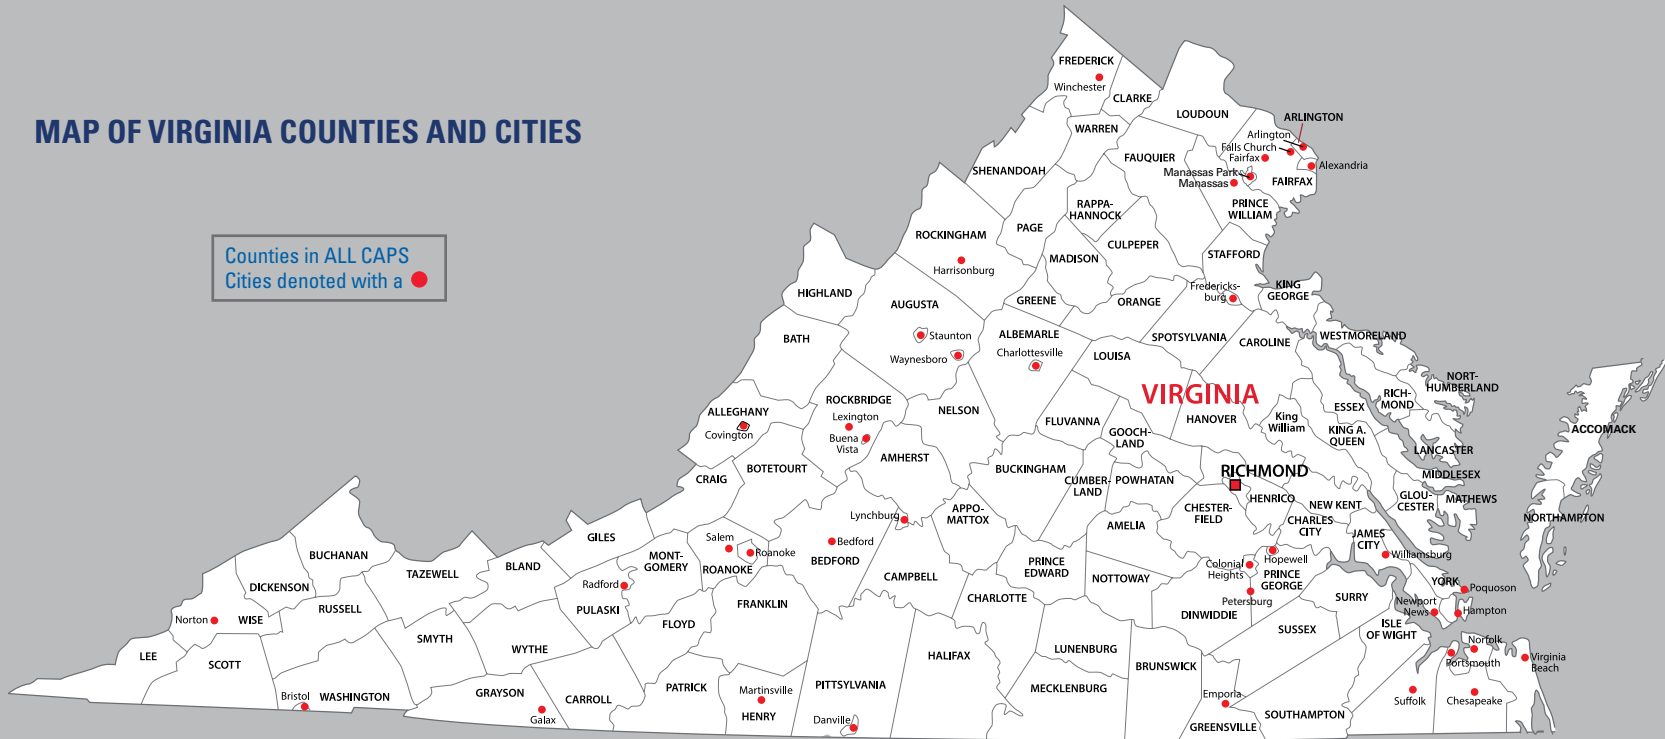 MAP OF VIRGINIA COUNTIES AND CITIES
Counties in ALL CAPS
Cities denoted with a
FREDERICK
Winchester
CLARKE
LOUDOUN
ARLINGTON
WARREN
Arlington
Falls Church
Fairfax
FAUQUIER
Alexandria
SHENANDOAH
Manassas Park
Manassas
FAIRFAX
RAPPA-
HANNOCK
PRINCE
WILLIAM
PAGE
ROCKINGHAM
CULPEPER
STAFFORD
MADISON
Harrisonburg
HIGHLAND
AUGUSTA
GREENE
ORANGE
Fredericks-
burg
KING
GEORGE
BATH
Staunton
Waynesboro
ALBEMARLE
Charlottesville
LOUISA
SPOTSYLVANIA
CAROLINE
WESTMORELAND
NORT-
HUMBERLAND
VIRGINIA
RICH-
MOND
ROCKBRIDGE
Lexington
Buena
Vista
NELSON
ALLEGHANY
Covington
FLUVANNA
GOOCH-
LAND
HANOVER
King
William
ESSEX
KING A.
QUEEN
ACCOMACK
LANCASTER
AMHERST
BOTETOURT
BUCKINGHAM
CRAIG
CUMBER-
LAND
POWHATAN
RICHMOND
MIDDLESEX
HENRICO
NEW KENT
GLOU-
CESTER
MATHEWS
Lynchburg
APPO-
MATTOX
CHESTER-
FIELD
AMELIA
CHARLES
CITY
JAMES
CITY
NORTHAMPTON
GILES
Salem
Roanoke
ROANOKE
Bedford
BEDFORD
MONT-
GOMERY
BUCHANAN
BLAND
TAZEWELL
DICKENSON
Radford
CAMPBELL
PRINCE
EDWARD
NOTTOWAY
Colonial
Heights
Hopewell
PRINCE
GEORGE
Williamsburg
YORK
Poquoson
Petersburg
RUSSELL
PULASKI
FRANKLIN
CHARLOTTE
DINWIDDIE
SURRY
Newport
News
Hampton
Norton
WISE
FLOYD
SUSSEX
ISLE
OF WIGHT
SMYTH
WYTHE
LEE
SCOTT
HALIFAX
LUNENBURG
BRUNSWICK
Norfolk
Portsmouth
Virginia
Beach
Bristol
WASHINGTON
GRAYSON
Galax
CARROLL
PATRICK
Martinsville
HENRY
PITTSYLVANIA
Danville
MECKLENBURG
Emporia
GREENSVILLE
SOUTHAMPTON
Suffolk
Chesapeake